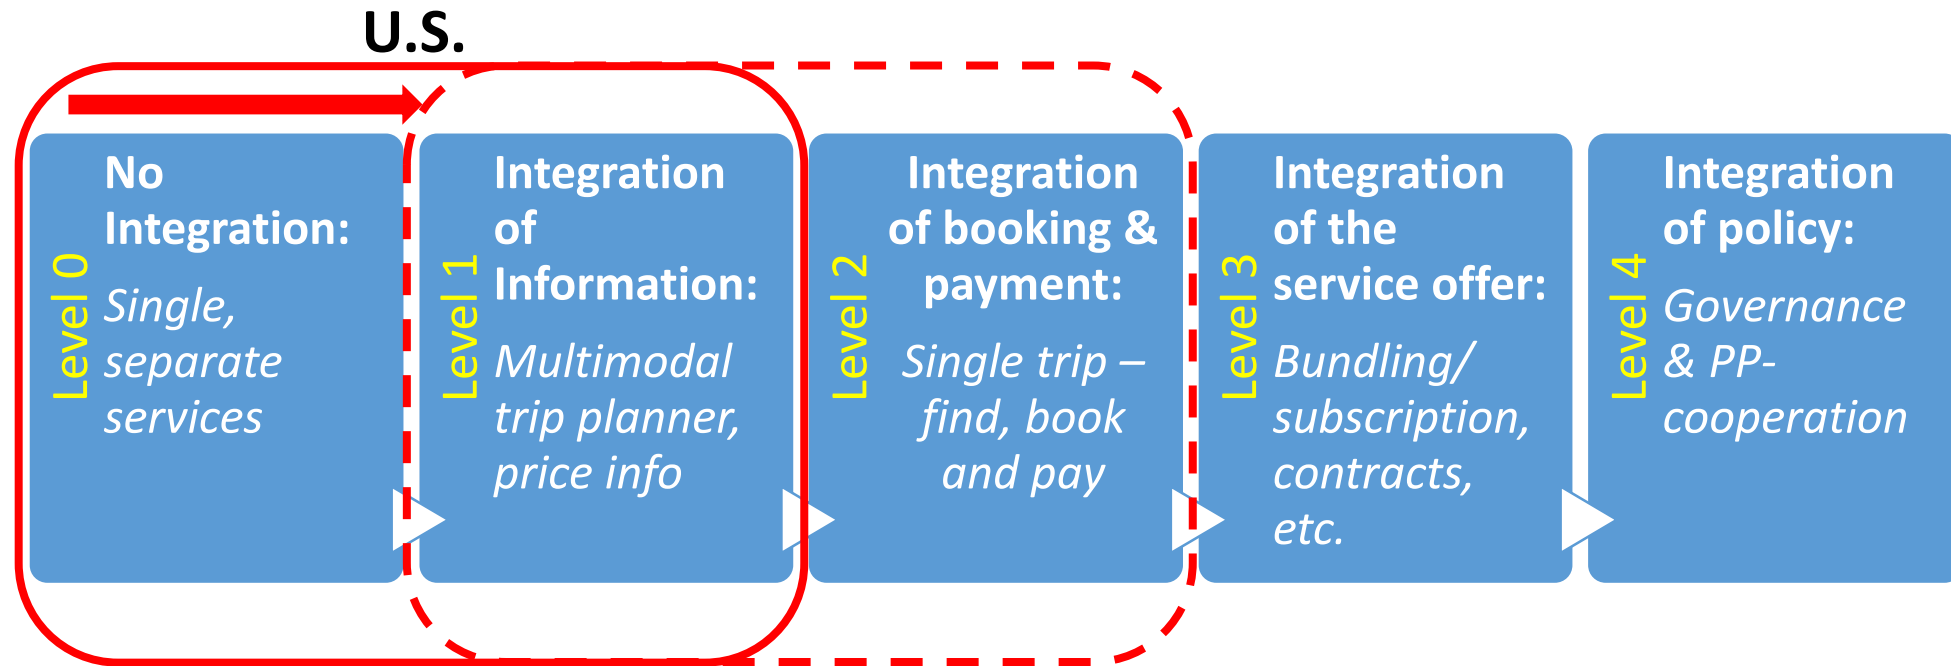 U.S.
Level 0
No
Integration:
Single,
separate
services
Level 1
Integration
of
Information:
Multimodal
trip planner,
price info
Level 2
Integration
of booking &
payment:
Single trip –
find, book
and pay
Level 3
Integration
of the
service offer:
Bundling/
subscription,
contracts,
etc.
Level 4
Integration
of policy:
Governance
& PP-
cooperation